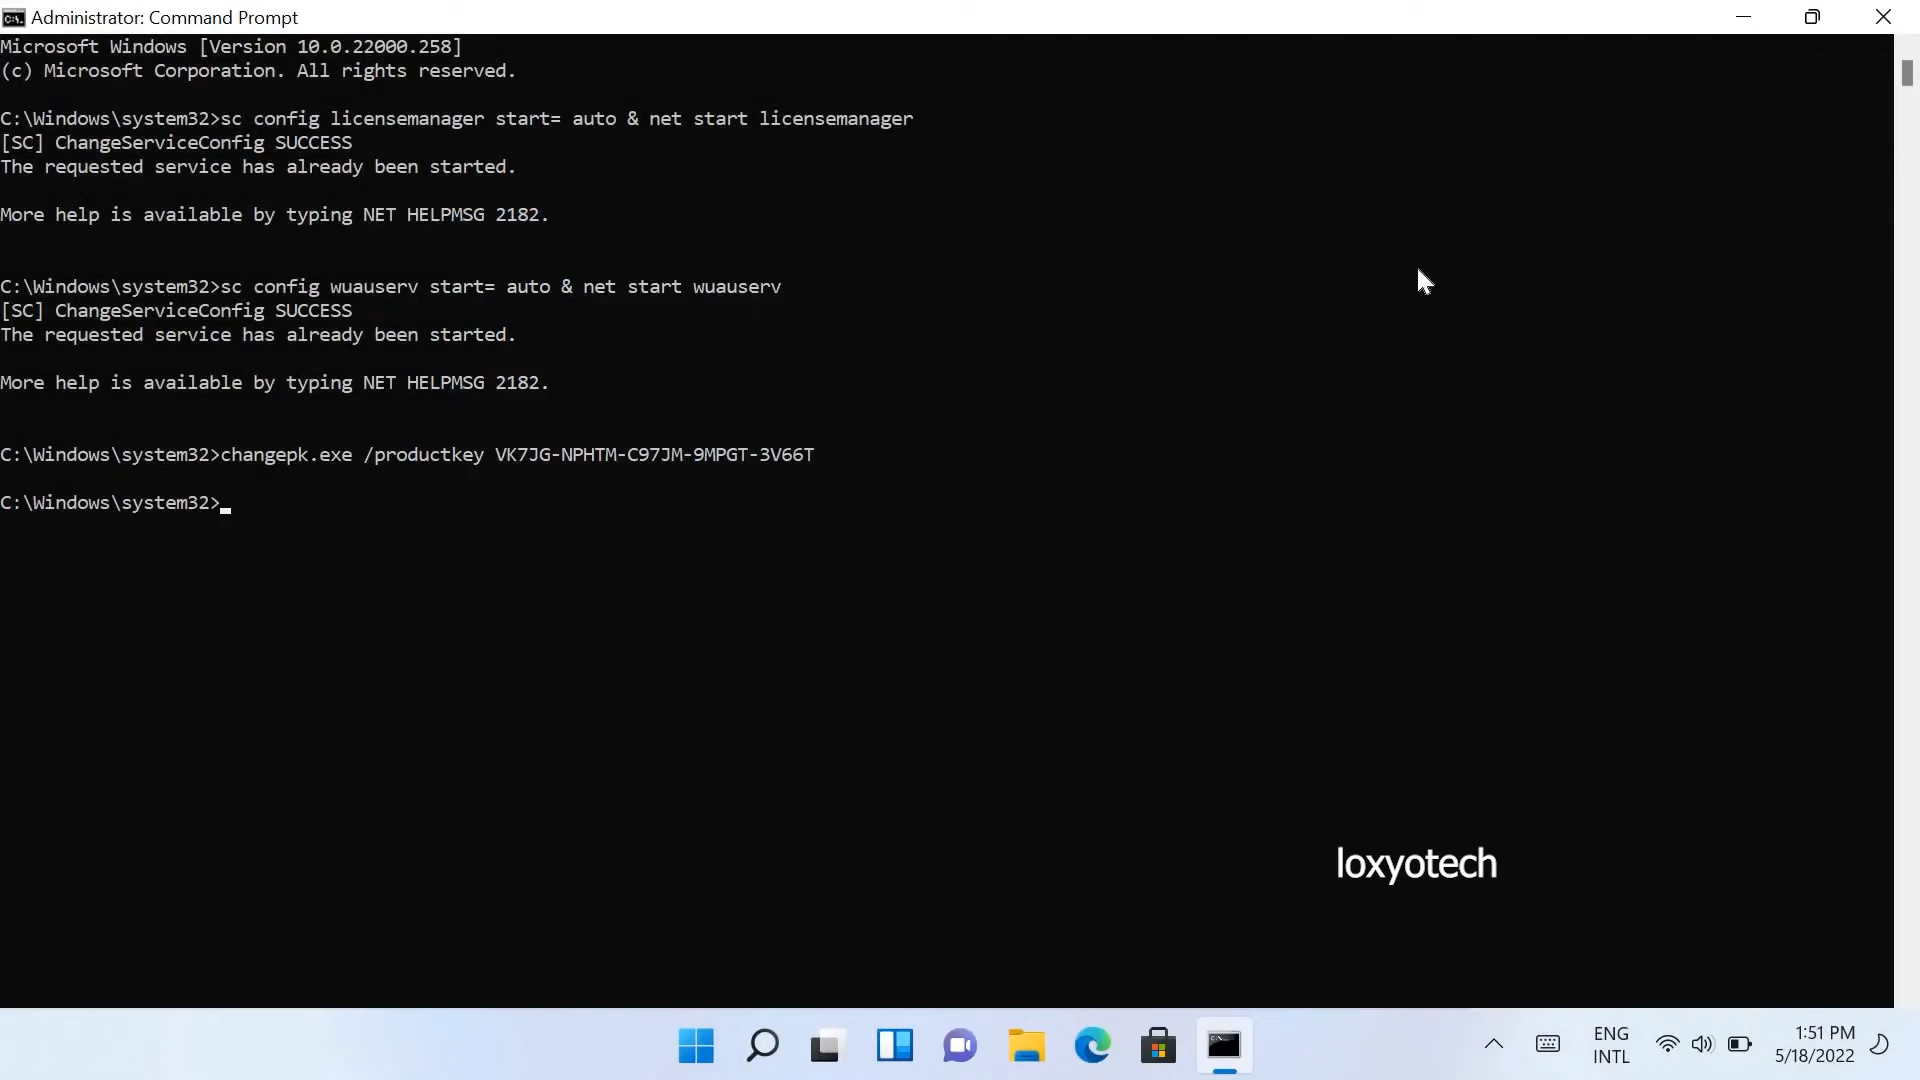 Administrator: Command Prompt
Microsoft Windows [Version 10.0.22000.258]
(c) Microsoft Corporation. All rights reserved.
C:\Windows\system32>sc config licensemanager start= auto & net start licensemanager
[SC] ChangeServiceConfig SUCCESS
The requested service has already been started.
More help is available by typing NET HELPMSG 2182.
C:\Windows\system32>sc config wuauserv start= auto & net start wuauserv
[SC] ChangeServiceConfig SUCCESS
The requested service has already been started.
More help is available by typing NET HELPMSG 2182.
C:\Windows\system32>changepk.exe /productkey VK7JG-NPHTM-C97JM-9MPGT-3V66T
C:\Windows\system32>
loxyotech
ENG
INTL
1:51 PM
5/18/2022